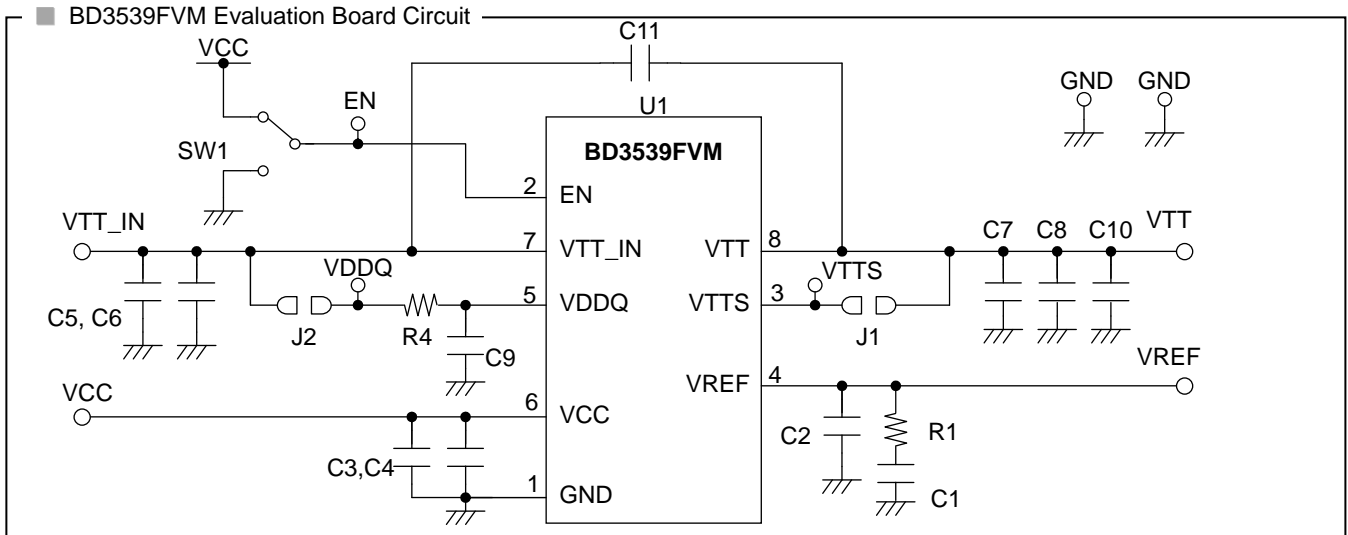 BD3539FVM Evaluation Board Circuit
VCC
C11
GND
GND
EN
U1
BD3539FVM
SW1
2
EN
VTT_IN
7
VTT_IN
VTT
8
C7
C8
C10
VTT
VDDQ
VTTS
5
VDDQ
VTTS
3
C5, C6
J2
R4
C9
J1
VREF
VREF
4
VCC
6
VCC
C2
R1
C3,C4
1
GND
C1